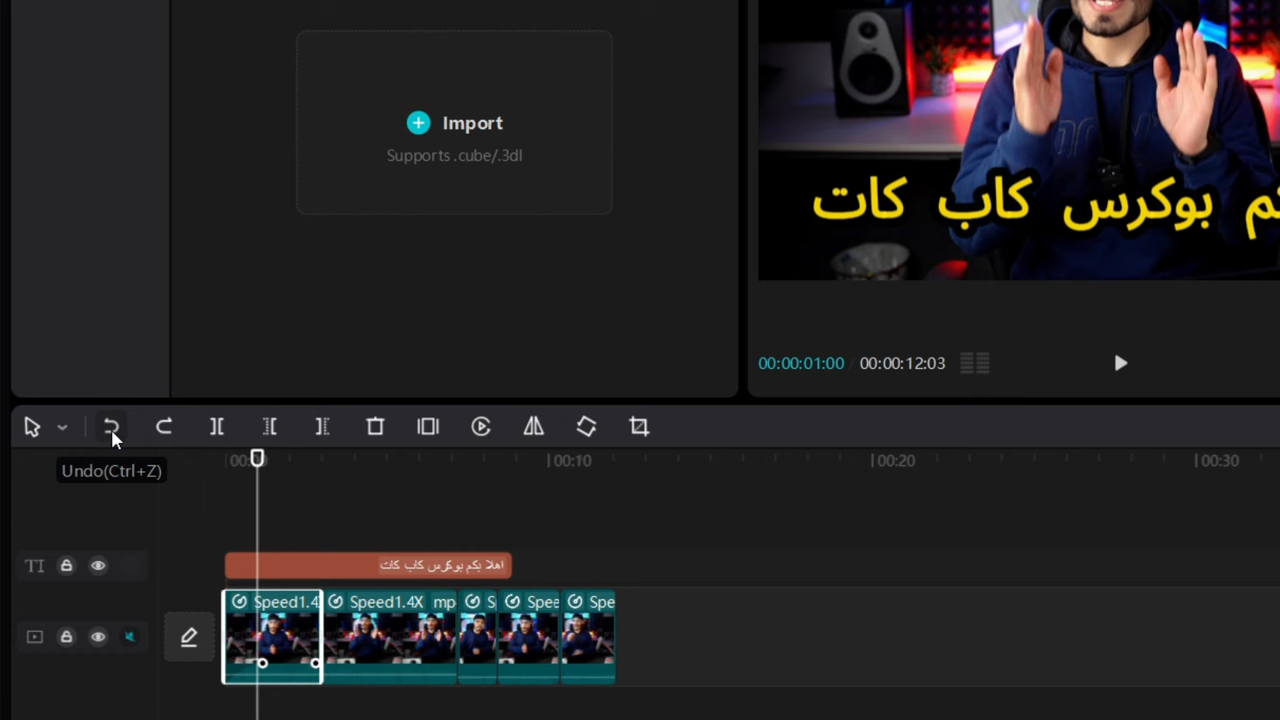 Import
Supports .cube/.3dl
بوكرس كاب كات
00:00:01:00 / 00:00:12:03
Undo(Ctrl+Z)
00:10
00:20
00:30
TI
اهلا بكم بوكرس كاب كات
Speed1.4
Speed1.4X mp
S
Spee
Spe